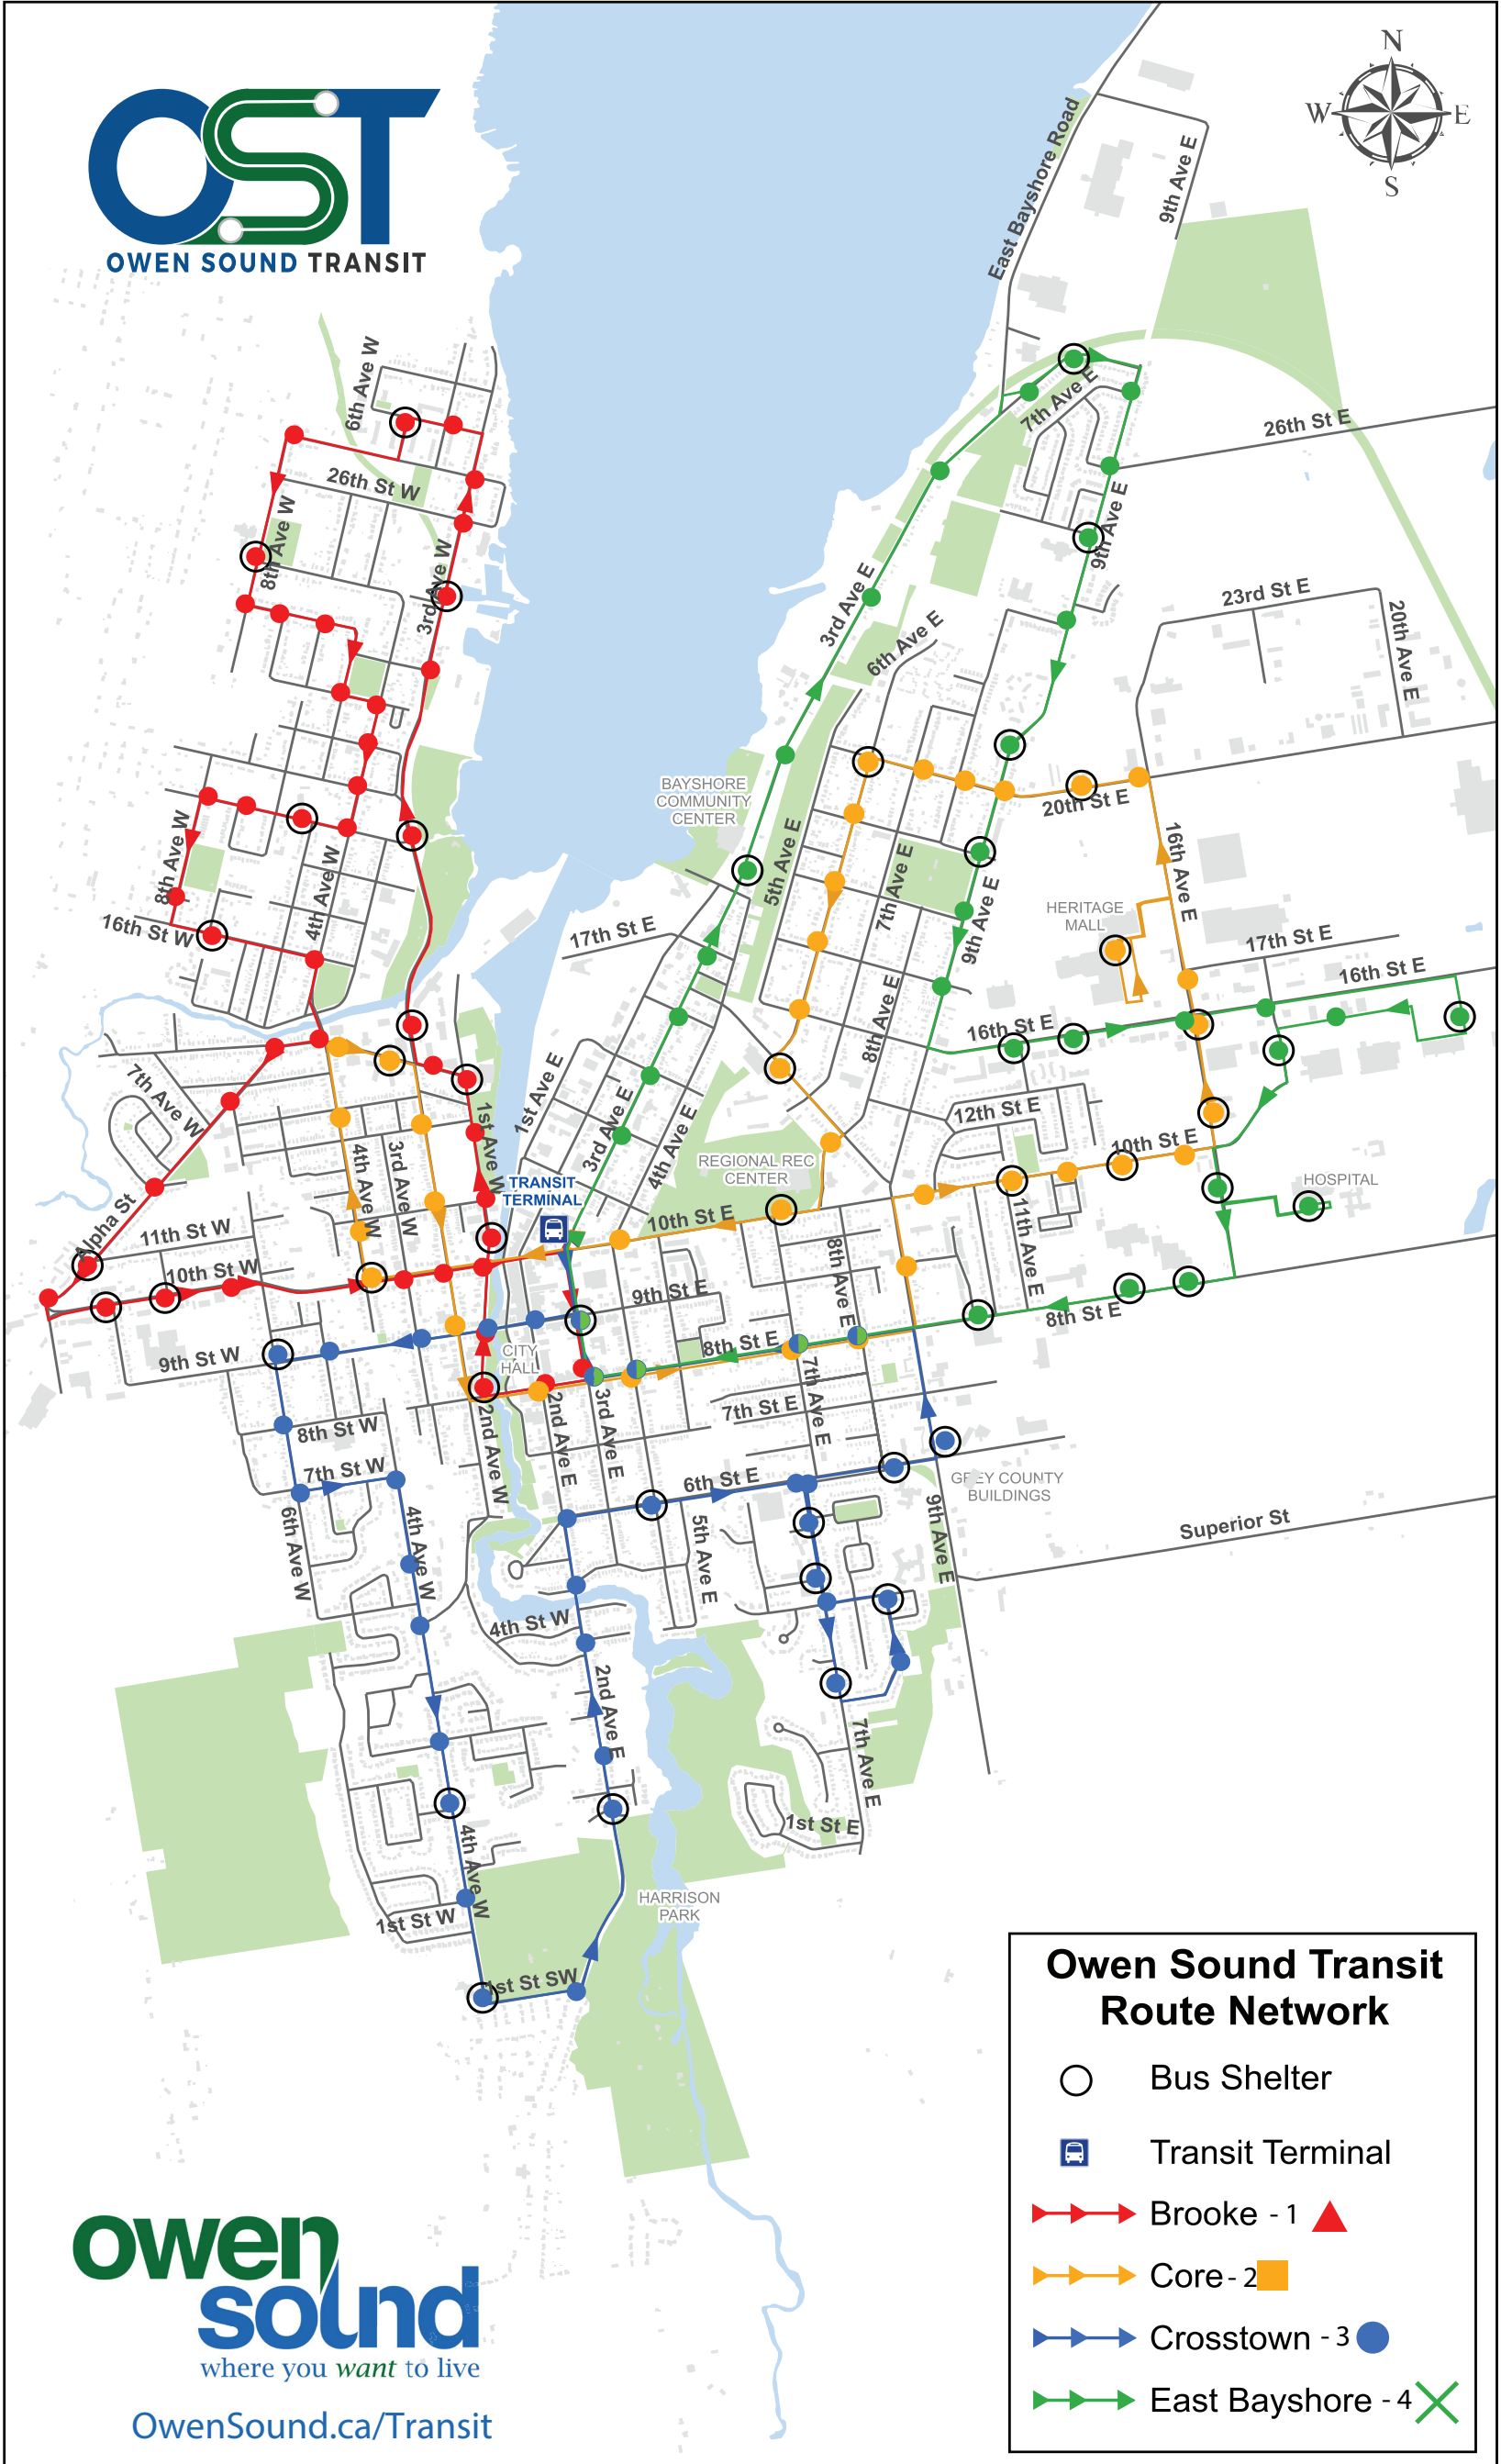 N
W E
S
OST
OWEN SOUND TRANSIT
East Bayshore Road
9th Ave E
6th Ave W
7th Ave E
26th St E
26th St W
8th Ave W
9th Ave E
3rd Ave W
3rd Ave E
23rd St E
20th Ave E
6th Ave E
BAYSHORE
COMMUNITY
CENTER
20th St E
5th Ave E
7th Ave E
16th Ave E
8th Ave W
4th Ave W
9th Ave E
HERITAGE
MALL
16th St W
17th St E
17th St E
16th St E
8th Ave E
16th St E
7th Ave W
1st Ave E
3rd Ave E
4th Ave E
12th St E
10th St E
1st Ave W
4th Ave W
3rd Ave W
REGIONAL REC
CENTER
TRANSIT
TERMINAL
HOSPITAL
Alpha St
11th St W
10th St E
11th Ave E
10th St W
8th Ave E
9th St E
8th St E
9th St W
CITY
HALL
8th St E
7th Ave E
7th St E
2nd Ave W
2nd Ave E
3rd Ave E
8th St W
7th St W
6th St E
GREY COUNTY
BUILDINGS
6th Ave W
4th Ave W
5th Ave E
9th Ave E
Superior St
4th St W
2nd Ave E
7th Ave E
1st St E
4th Ave W
HARRISON
PARK
1st St W
1st St SW
Owen Sound Transit
Route Network
Bus Shelter
Transit Terminal
Brooke - 1
Core - 2
Crosstown - 3
East Bayshore - 4
owen
sound
where you want to live
OwenSound.ca/Transit